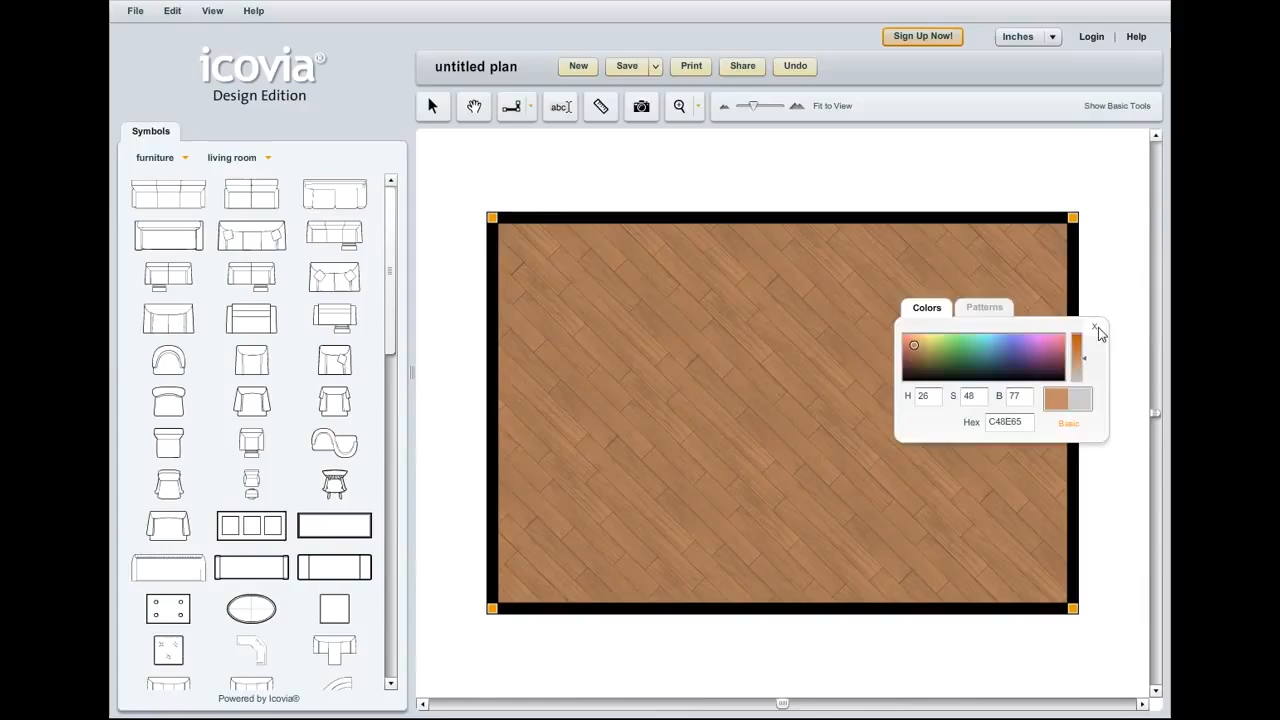 File Edit View Help
Sign Up Now! Inches Login | Help
icovia®
Design Edition
untitled plan New Save Print Share Undo
abc Fit to View Show Basic Tools
Symbols
furniture living room
Colors Patterns
X
H 26 S 48 B 77
Hex C48E65
Basic
Powered by Icovia®